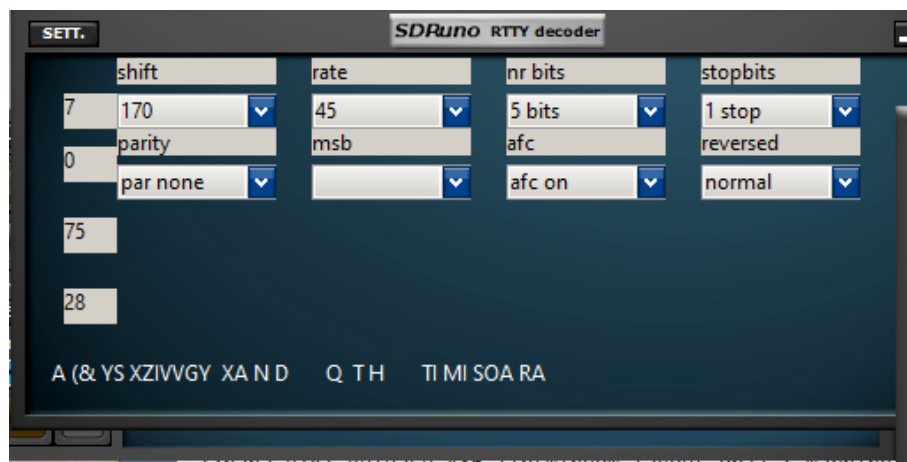 SETT. SDRuno RTTY decoder
shift rate nr bits stopbits
7 170 45 5 bits 1 stop
parity msb afc reversed
0 par none afc on normal
75
28
A (& YS XZIVVGY XA N D Q T H TI MI SOA RA